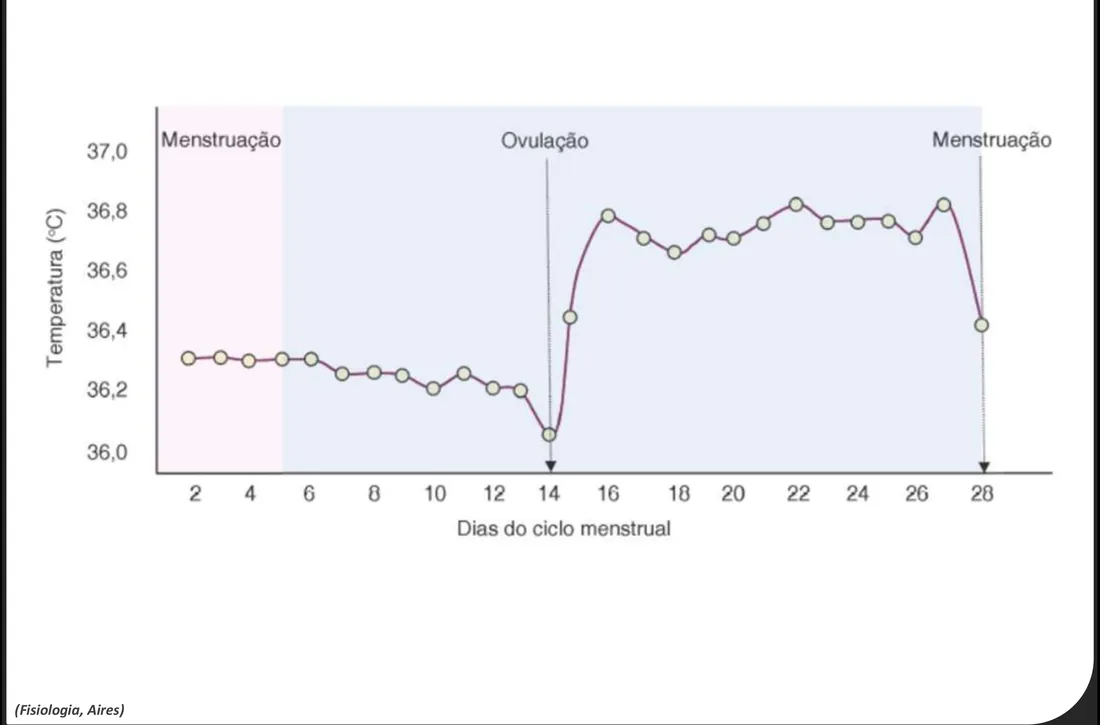 Menstruação
Ovulação
Menstruação
37,0
36,8
36,6
36,4
36,2
36,0
Temperatura (°C)
2 4 6 8 10 12 14 16 18 20 22 24 26 28
Dias do ciclo menstrual
(Fisiologia, Aires)